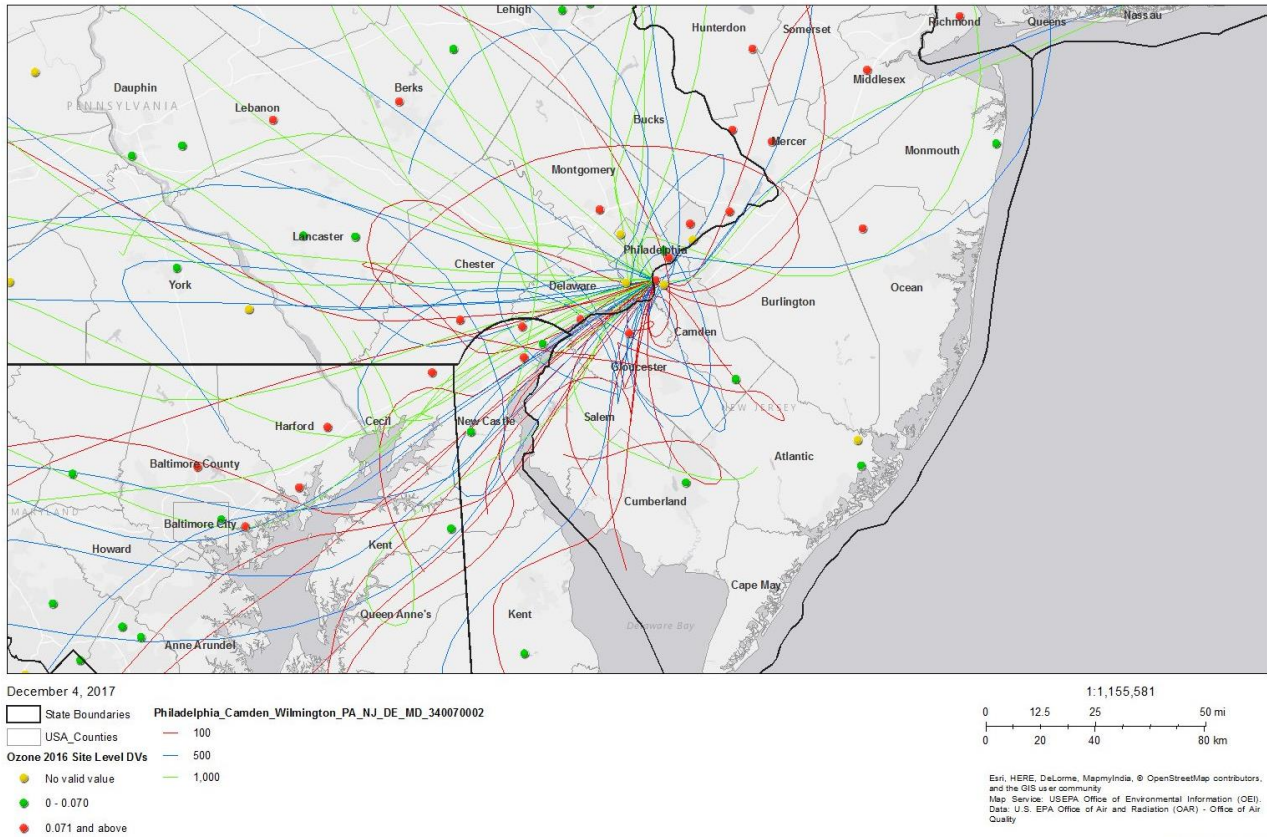 Lehigh
Hunterdon
Somerset
Richmond
Queens
Nassau
Dauphin
PENNSYLVANIA
Lebanon
Berks
Middlesex
Bucks
Mercer
Monmouth
Montgomery
Lancaster
Philadelphia
Chester
York
Delaware
Burlington
Ocean
Camden
Gloucester
NEW JERSEY
Harford
Cecil
New Castle
Salem
Baltimore County
Atlantic
Cumberland
MARYLAND
Baltimore City
Howard
Kent
Cape May
Queen Anne's
Kent
Delaware Bay
Anne Arundel
December 4, 2017
State Boundaries
USA_Counties
Ozone 2016 Site Level DVs
No valid value
0 - 0.070
0.071 and above
Philadelphia_Camden_Wilmington_PA_NJ_DE_MD_340070002
100
500
1,000
1:1,155,581
0 12.5 25 50 mi
0 20 40 80 km
Esri, HERE, DeLorme, MapmyIndia, © OpenStreetMap contributors,
and the GIS user community
Map Service: USEPA Office of Environmental Information (OEI).
Data: U.S. EPA Office of Air and Radiation (OAR) - Office of Air
Quality